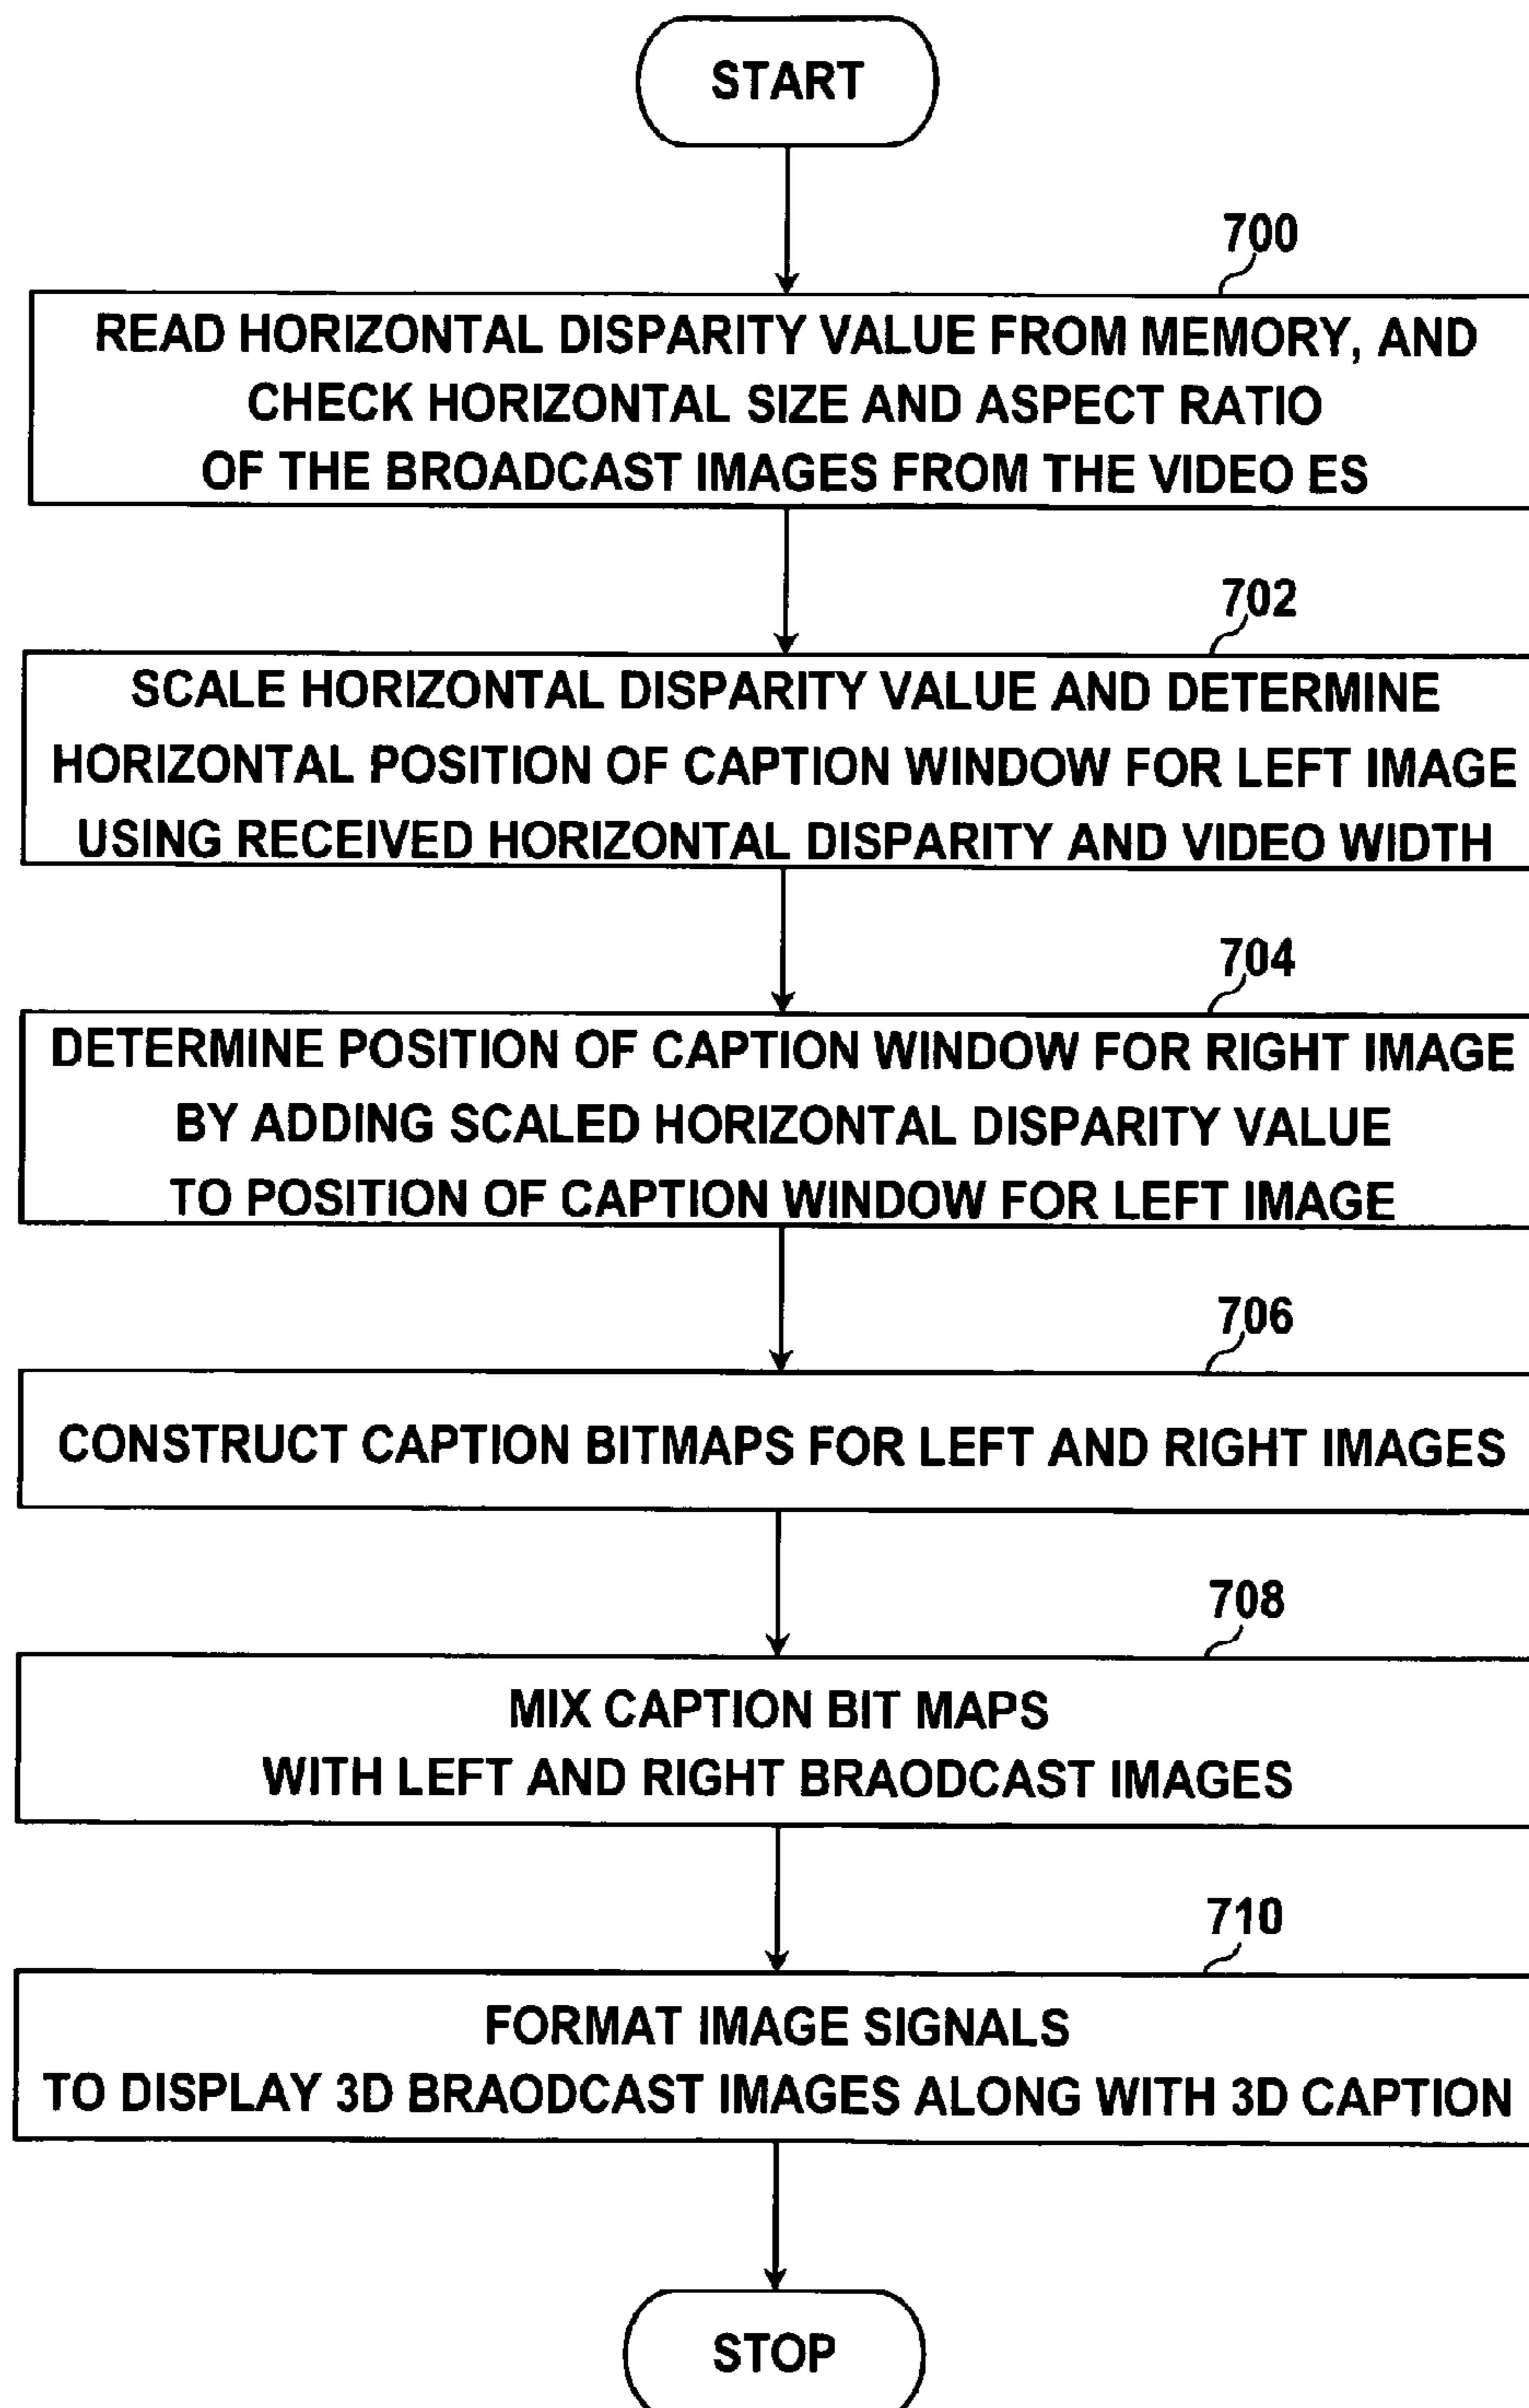 START
700
READ HORIZONTAL DISPARITY VALUE FROM MEMORY, AND
CHECK HORIZONTAL SIZE AND ASPECT RATIO
OF THE BROADCAST IMAGES FROM THE VIDEO ES
702
SCALE HORIZONTAL DISPARITY VALUE AND DETERMINE
HORIZONTAL POSITION OF CAPTION WINDOW FOR LEFT IMAGE
USING RECEIVED HORIZONTAL DISPARITY AND VIDEO WIDTH
704
DETERMINE POSITION OF CAPTION WINDOW FOR RIGHT IMAGE
BY ADDING SCALED HORIZONTAL DISPARITY VALUE
TO POSITION OF CAPTION WINDOW FOR LEFT IMAGE
706
CONSTRUCT CAPTION BITMAPS FOR LEFT AND RIGHT IMAGES
708
MIX CAPTION BIT MAPS
WITH LEFT AND RIGHT BRAODCAST IMAGES
710
FORMAT IMAGE SIGNALS
TO DISPLAY 3D BRAODCAST IMAGES ALONG WITH 3D CAPTION
STOP